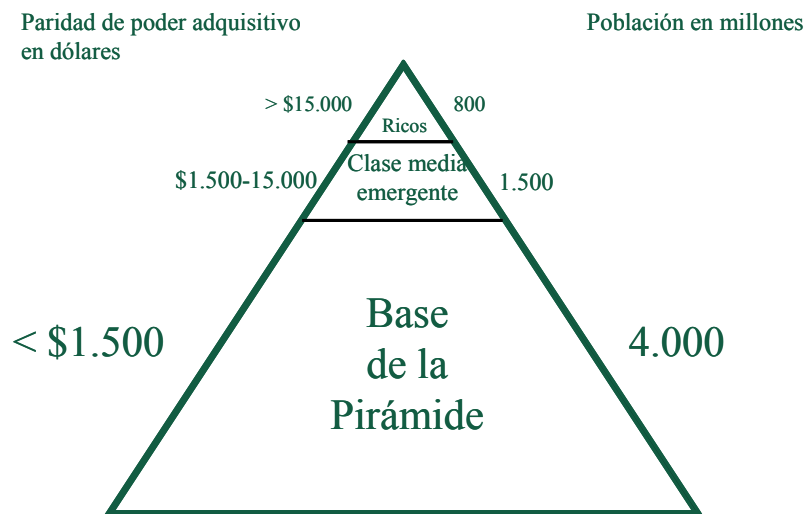 Paridad de poder adquisitivo
en dólares
Población en millones
> $15.000
800
Ricos
Clase media
emergente
$1.500-15.000
1.500
Base
de la
Pirámide
< $1.500
4.000